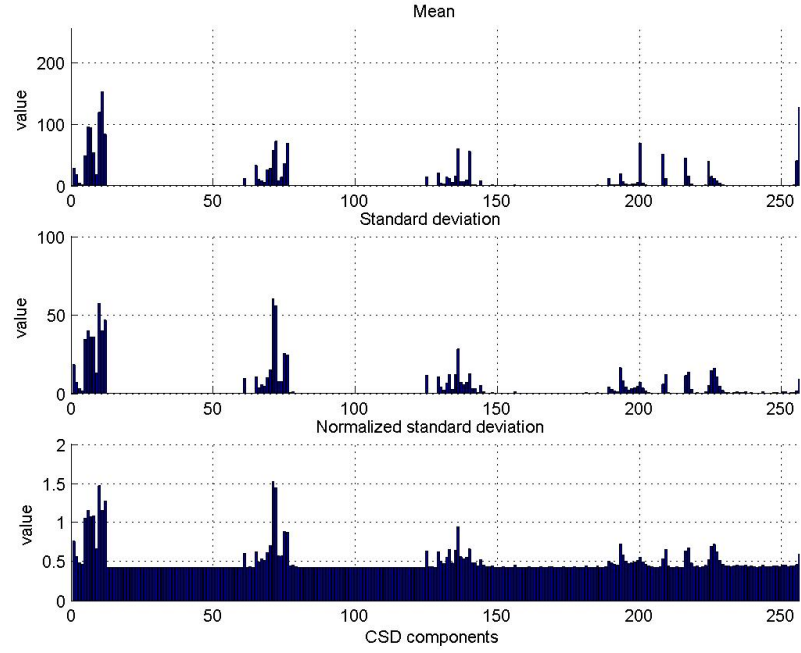 Mean
200
100
0
value
0 50 100 150 200 250
Standard deviation
100
50
0
value
0 50 100 150 200 250
Normalized standard deviation
2
1.5
1
0.5
0
value
0 50 100 150 200 250
CSD components